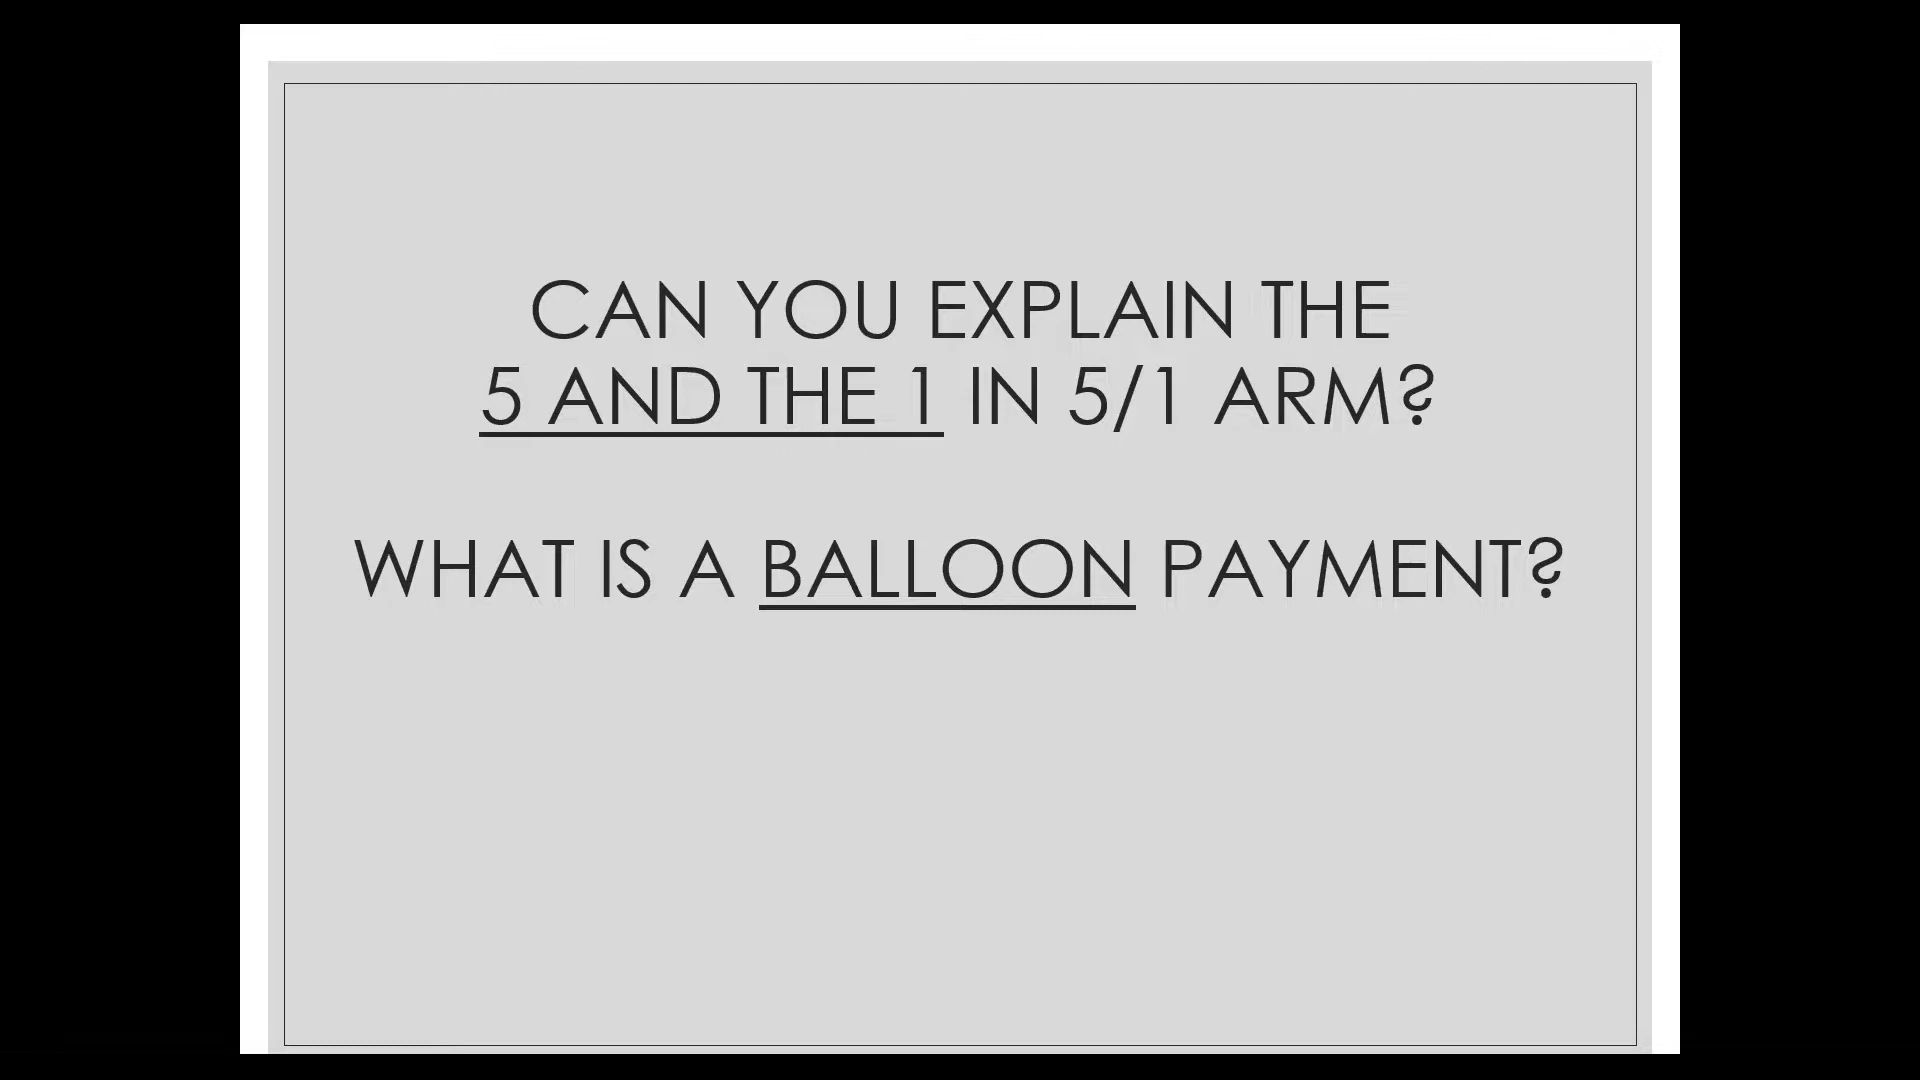 CAN YOU EXPLAIN THE
5 AND THE 1 IN 5/1 ARM?
WHAT IS A BALLOON PAYMENT?